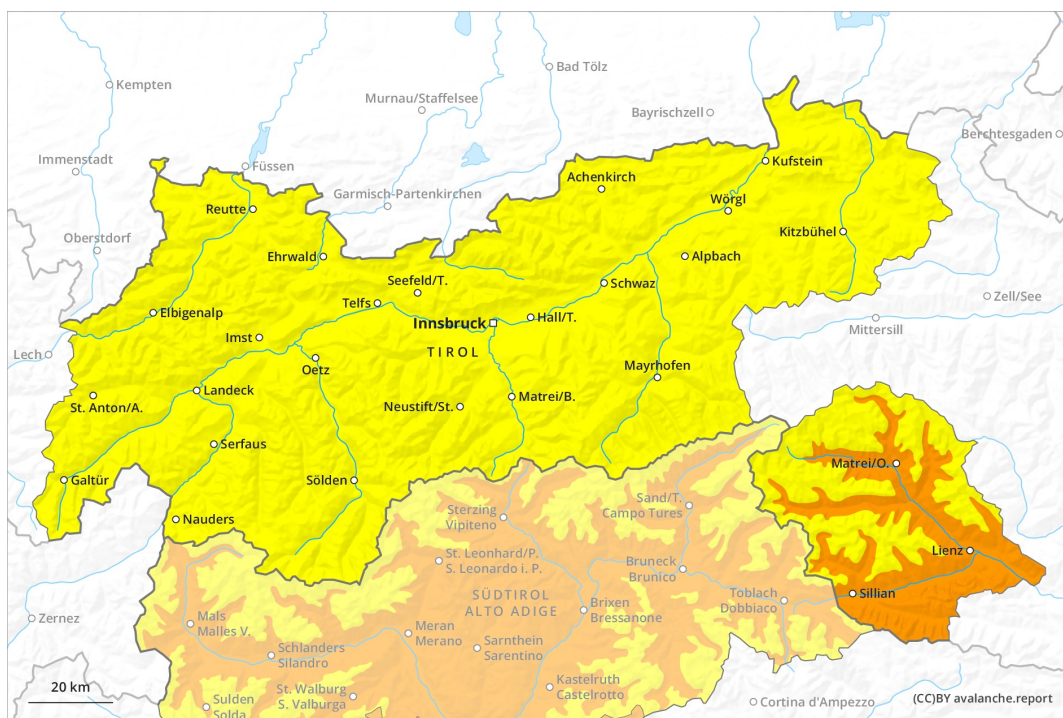 Kempten
Bad Tölz
Murnau/Staffelsee
Bayrischzell
Berchtesgaden
Immenstadt
Füssen
Kufstein
Achenkirch
Garmisch-Partenkirchen
Wörgl
Reutte
Oberstdorf
Kitzbühel
Ehrwald
Alpbach
Seefeld/T.
Schwaz
Zell/See
Telfs
Elbigenalp
Innsbruck
Hall/T.
Mittersill
Imst
TIROL
Lech
Oetz
Mayrhofen
Landeck
St. Anton/A.
Neustift/St.
Matrei/B.
Serfaus
Matrei/O.
Galtür
Sölden
Sand/T.
Campo Tures
Sterzing
Vipiteno
Nauders
Lienz
St. Leonhard/P.
S. Leonardo i. P.
Bruneck
Brunico
Sillian
SÜDTIROL
ALTO ADIGE
Toblach
Dobbiaco
Brixen
Bressanone
Zernez
Mals
Malles V.
Meran
Merano
Sarnthein
Sarentino
Schlanders
Silandro
20 km
St. Walburg
S. Valburga
Kastelruth
Castelrotto
Sulden
Solda
Cortina d'Ampezzo
(CC)BY avalanche.report